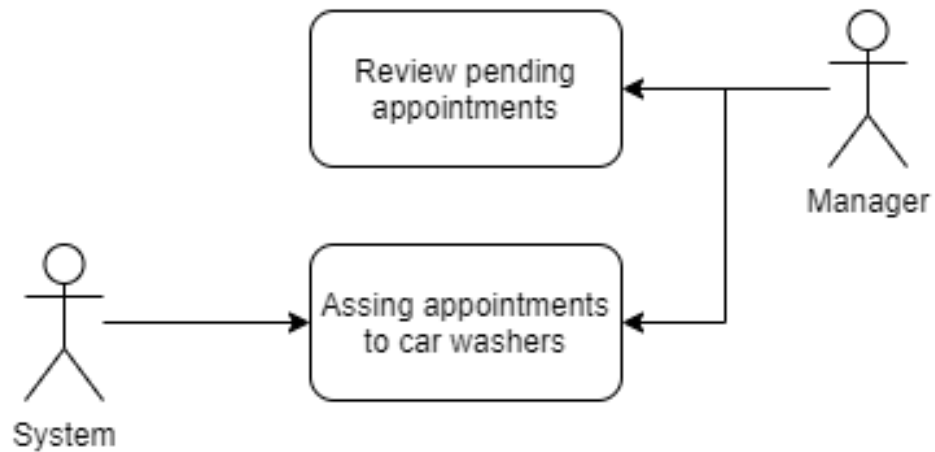 Review pending
appointments
Manager
Assing appointments
to car washers
System